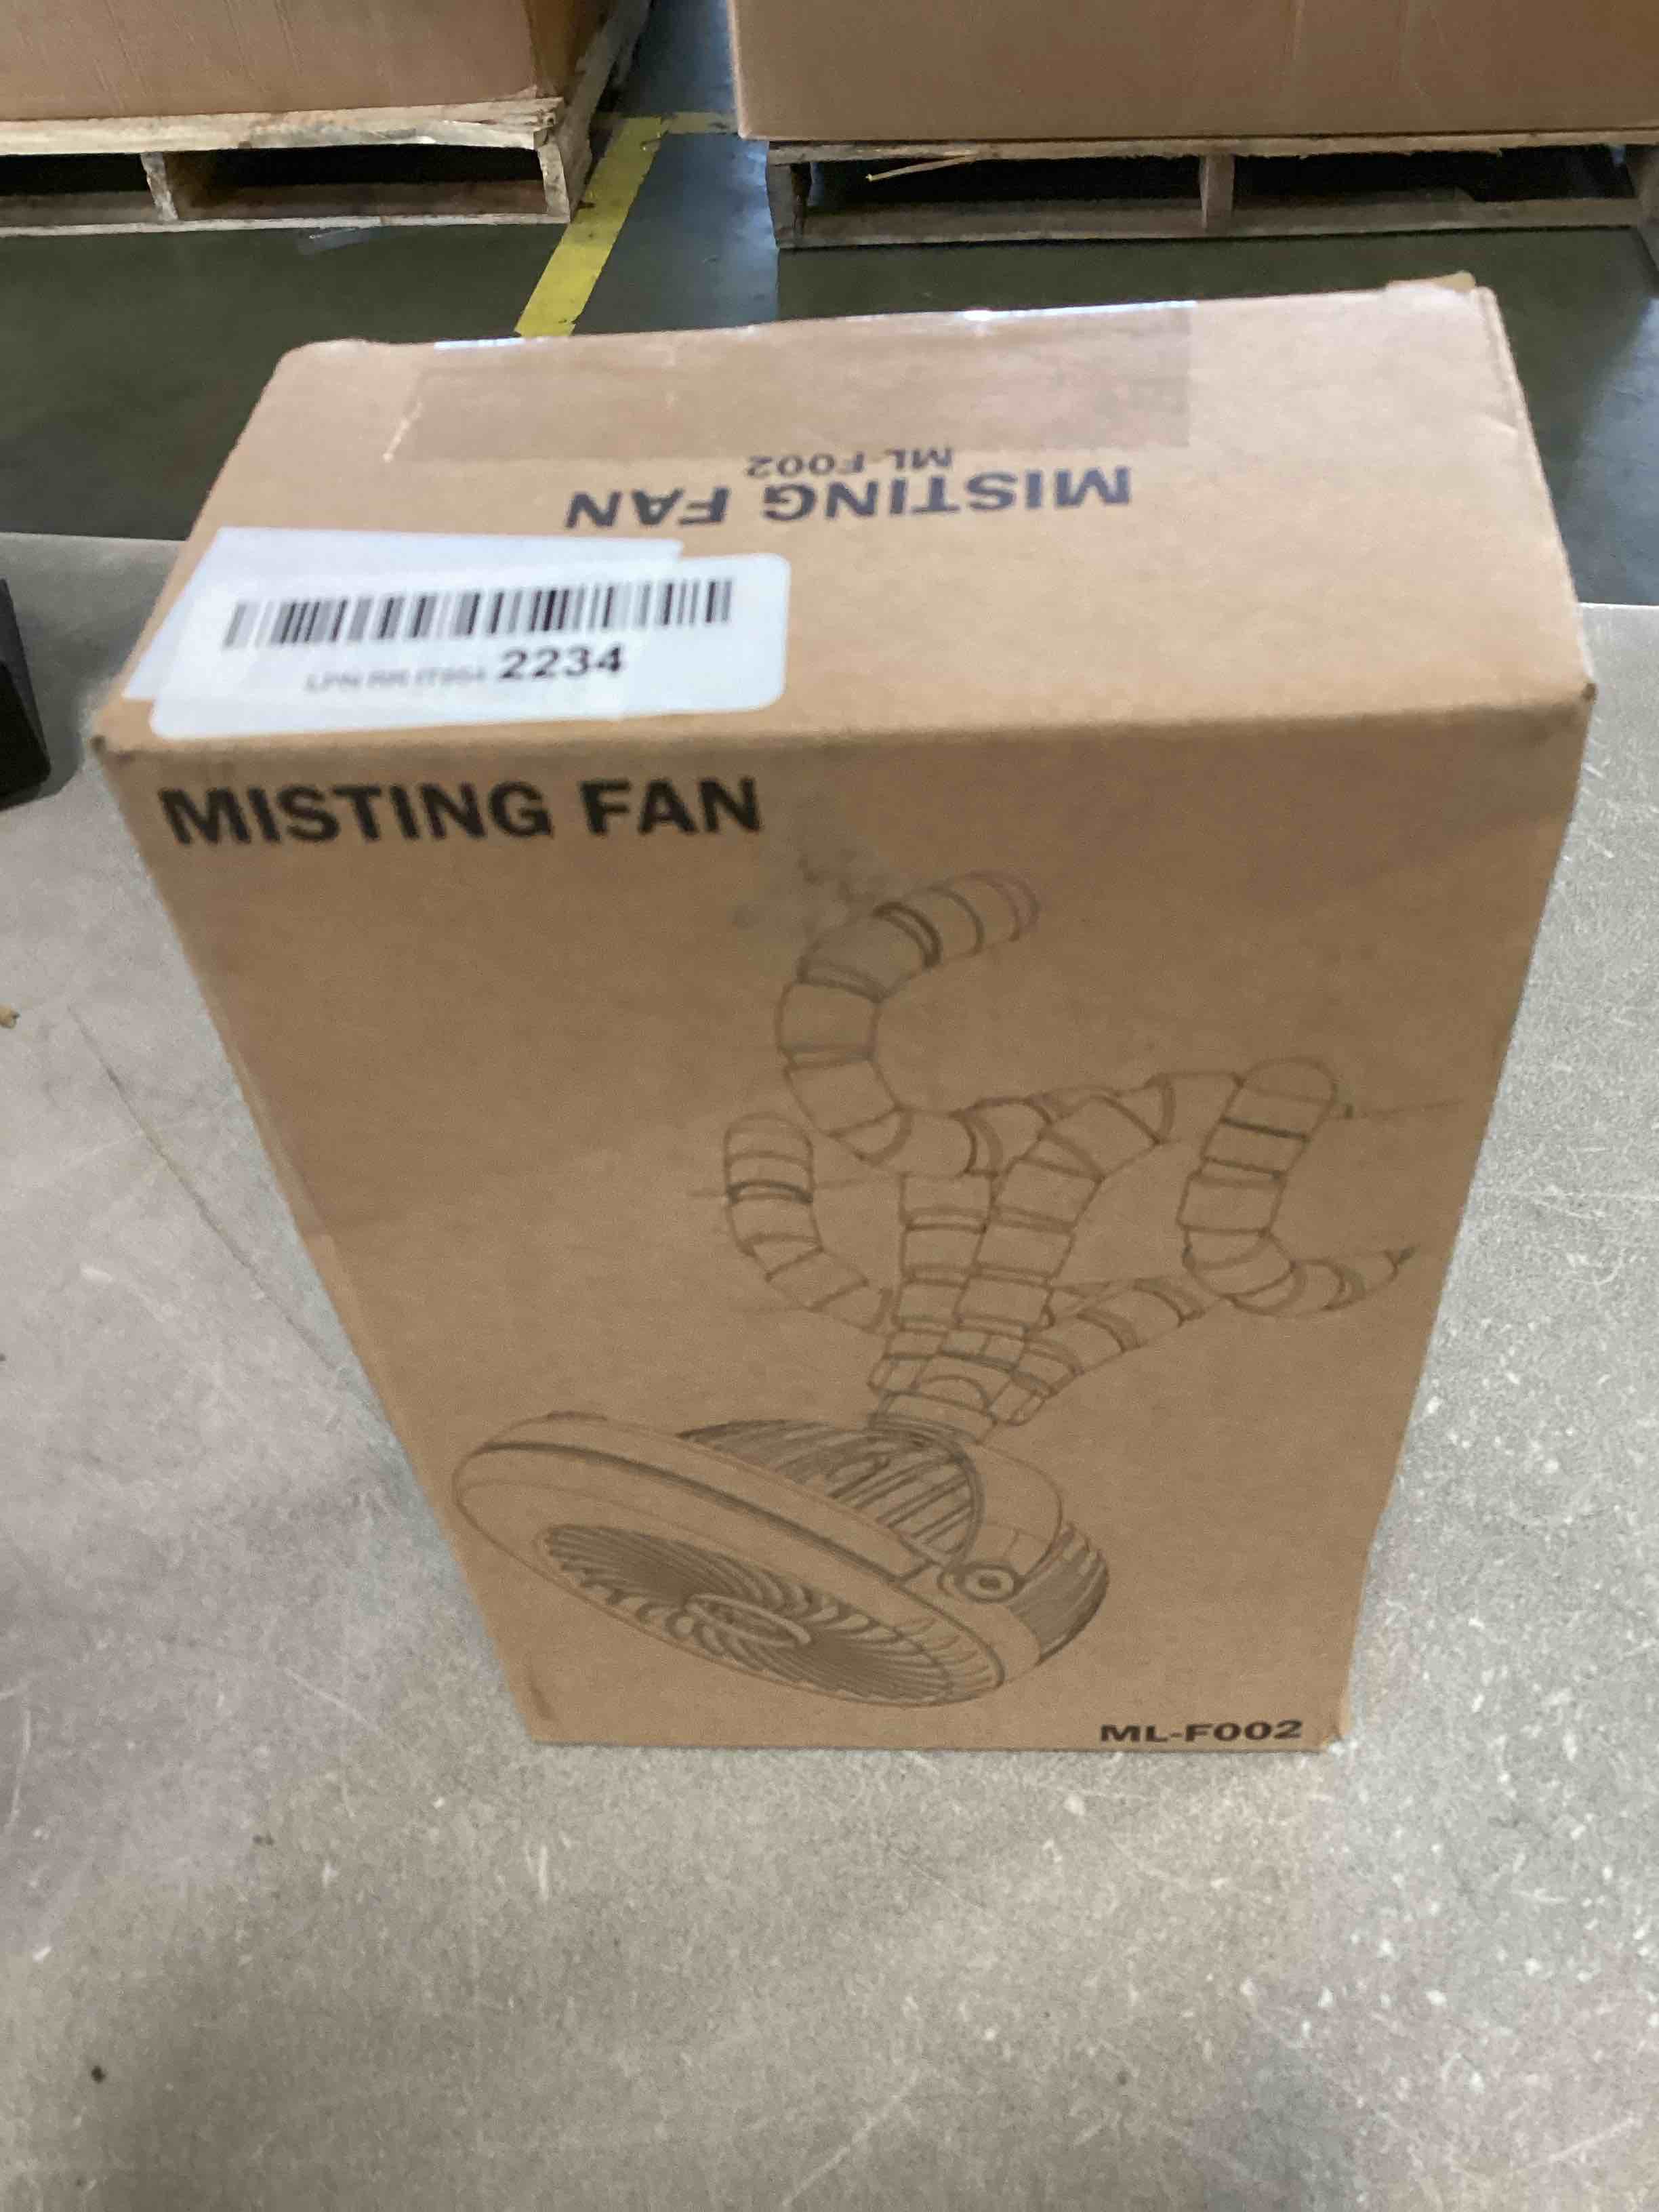 MISTING FAN
ML-F002
2234
MISTING FAN
ML-F002